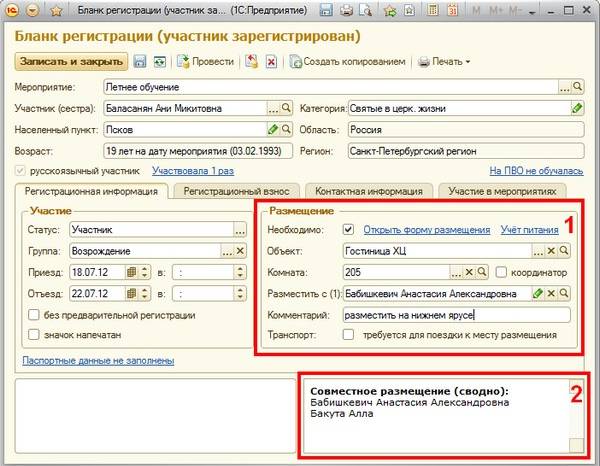 Бланк регистрации (участник за... (1С:Предприятие)
M M+ M-
Бланк регистрации (участник зарегистрирован)
Записать и закрыть Провести Создать копированием Печать
Мероприятие: Летнее обучение
Участник (сестра): Баласанян Ани Микитовна Категория: Святые в церк. жизни
Населенный пункт: Псков Область: Россия
Возраст: 19 лет на дату мероприятия (03.02.1993) Регион: Санкт-Петербургский регион
русскоязычный участник Участвовала 1 раз На ПВО не обучалась
Регистрационная информация Регистрационный взнос Контактная информация Участие в мероприятиях
Участие Размещение 1
Статус: Участник Необходимо: Открыть форму размещения Учёт питания
Группа: Возрождение Объект: Гостиница ХЦ
Приезд: 18.07.12 в: : Комната: 205 координатор
Отъезд: 22.07.12 в: : Разместить с (1): Бабишкевич Анастасия Александровна
без предварительной регистрации Комментарий: разместить на нижнем ярусе
значок напечатан Транспорт: требуется для поездки к месту размещения
Паспортные данные не заполнены
Совместное размещение (сводно): 2
Бабишкевич Анастасия Александровна
Бакута Алла